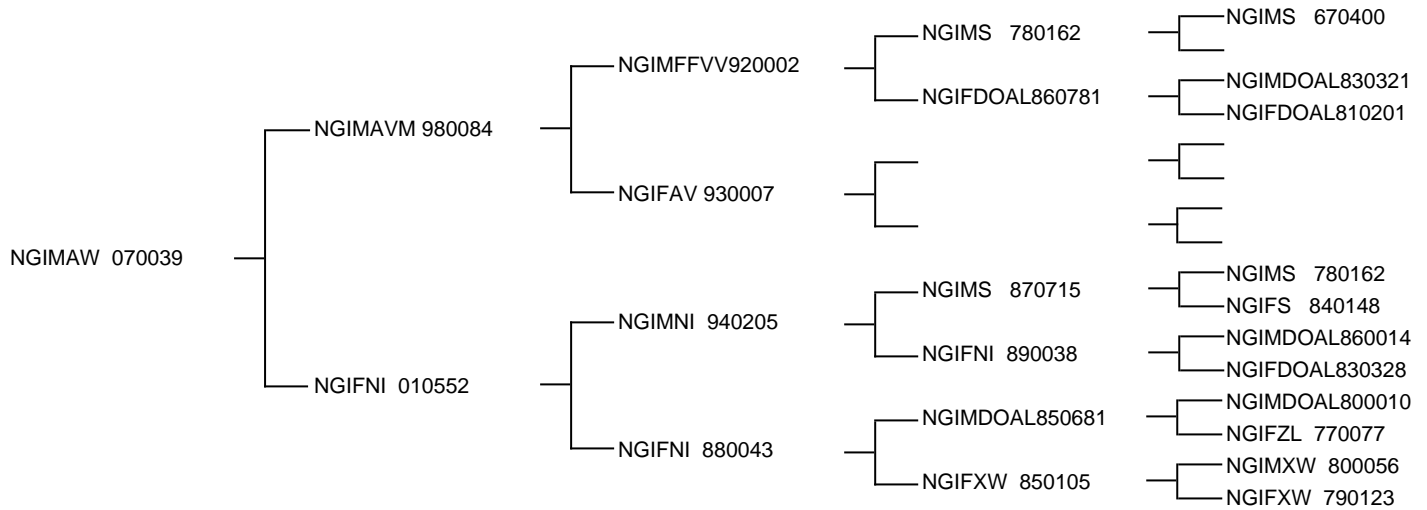 NGIMS 670400
NGIMS 780162
NGIMFFVV920002
NGIMDOAL830321
NGIFDOAL860781
NGIFDOAL810201
NGIMAVM 980084
NGIFAV 930007
NGIMAW 070039
NGIMS 780162
NGIMS 870715
NGIFS 840148
NGIMNI 940205
NGIMDOAL860014
NGIFNI 890038
NGIFDOAL830328
NGIFNI 010552
NGIMDOAL800010
NGIMDOAL850681
NGIFZL 770077
NGIFNI 880043
NGIMXW 800056
NGIFXW 850105
NGIFXW 790123